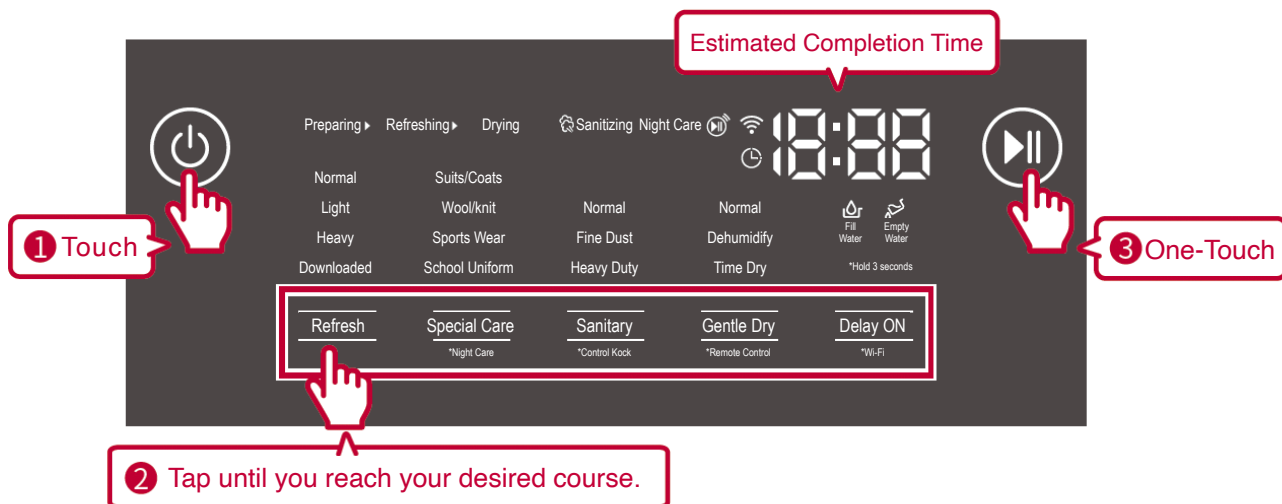 Estimated Completion Time
Preparing Refreshing Drying Sanitizing Night Care
18:88
Normal Suits/Coats
Light Wool/knit Normal Normal
Fill Water Empty Water
Heavy Sports Wear Fine Dust Dehumidify
Downloaded School Uniform Heavy Duty Time Dry *Hold 3 seconds
1 Touch
3 One-Touch
Refresh Special Care Sanitary Gentle Dry Delay ON
*Night Care *Control Kock *Remote Control *Wi-Fi
2 Tap until you reach your desired course.